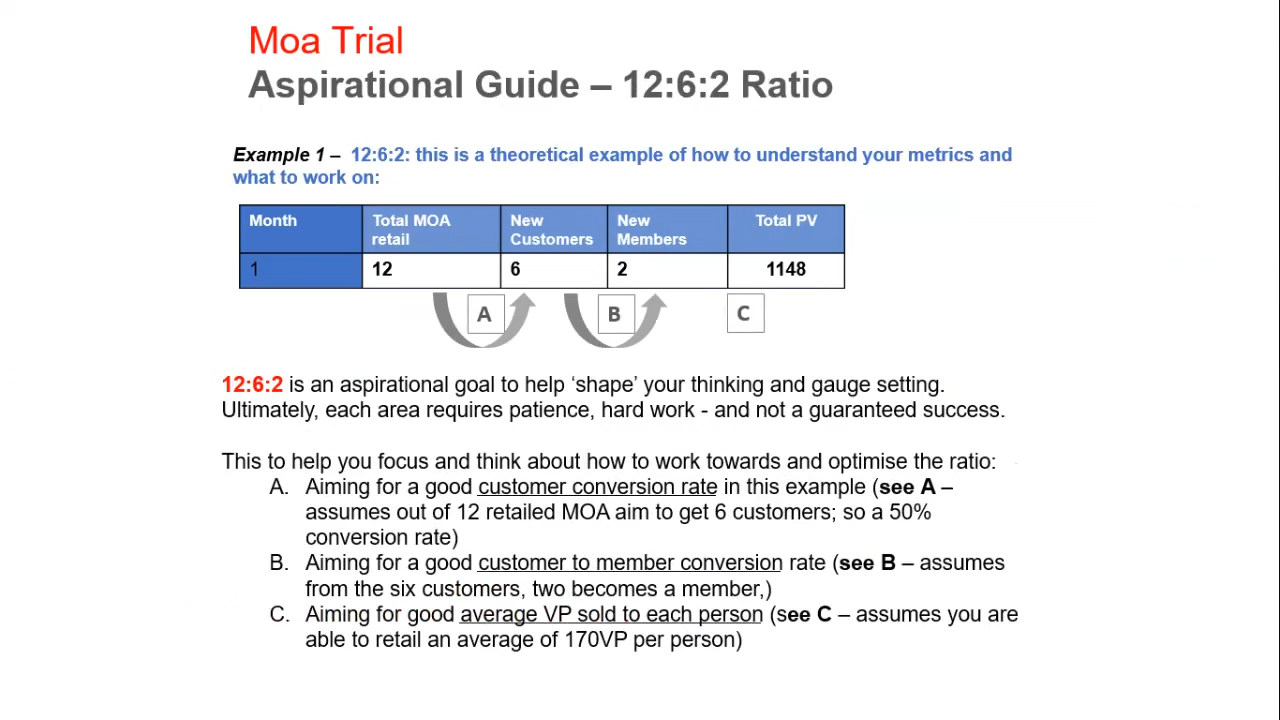 Moa Trial
Aspirational Guide – 12:6:2 Ratio
Example 1 – 12:6:2: this is a theoretical example of how to understand your metrics and
what to work on:
Month Total MOA retail New Customers New Members Total PV
1 12 6 2 1148
A B C
12:6:2 is an aspirational goal to help ‘shape’ your thinking and gauge setting.
Ultimately, each area requires patience, hard work - and not a guaranteed success.
This to help you focus and think about how to work towards and optimise the ratio:
A. Aiming for a good customer conversion rate in this example (see A –
assumes out of 12 retailed MOA aim to get 6 customers; so a 50%
conversion rate)
B. Aiming for a good customer to member conversion rate (see B – assumes
from the six customers, two becomes a member,)
C. Aiming for good average VP sold to each person (see C – assumes you are
able to retail an average of 170VP per person)